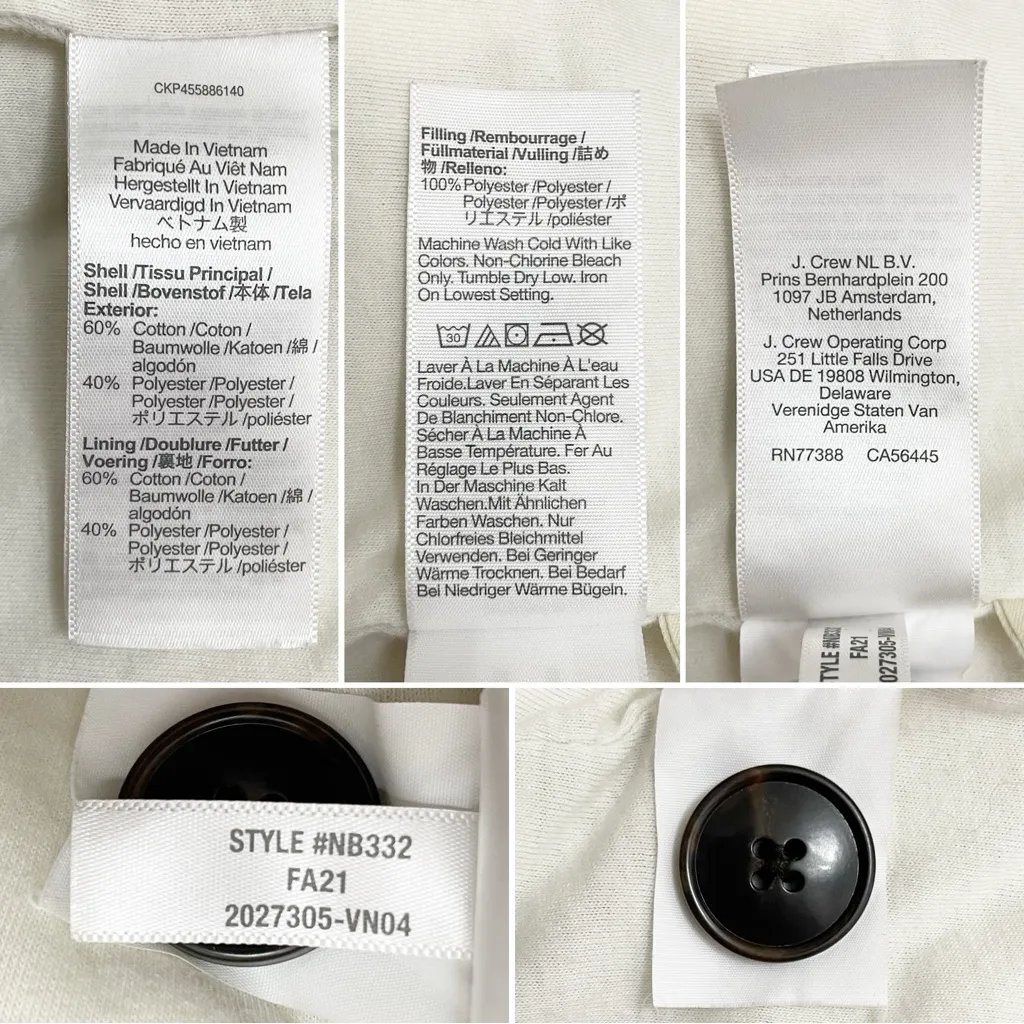 CKP455886140
Made In Vietnam
Fabriqué Au Viêt Nam
Hergestellt In Vietnam
Vervaardigd In Vietnam
ベトナム製
hecho en vietnam
Shell /Tissu Principal /
Shell /Bovenstof /本体 /Tela
Exterior:
60% Cotton /Coton /
Baumwolle /Katoen /綿 /
algodón
40% Polyester /Polyester /
Polyester /Polyester /
ポリエステル /poliéster
Lining /Doublure /Futter /
Voering /裏地 /Forro:
60% Cotton /Coton /
Baumwolle /Katoen /綿 /
algodón
40% Polyester /Polyester /
Polyester /Polyester /
ポリエステル /poliéster
Filling /Rembourrage /
Füllmaterial /Vulling /詰め
物 /Relleno:
100% Polyester /Polyester /
Polyester /Polyester /ポ
リエステル /poliéster
Machine Wash Cold With Like
Colors. Non-Chlorine Bleach
Only. Tumble Dry Low. Iron
On Lowest Setting.
30
Laver À La Machine À L'eau
Froide.Laver En Séparant Les
Couleurs. Seulement Agent
De Blanchiment Non-Chlore.
Sécher À La Machine À
Basse Température. Fer Au
Réglage Le Plus Bas.
In Der Maschine Kalt
Waschen.Mit Ähnlichen
Farben Waschen. Nur
Chlorfreies Bleichmittel
Verwenden. Bei Geringer
Wärme Trocknen. Bei Bedarf
Bei Niedriger Wärme Bügeln.
J. Crew NL B.V.
Prins Bernhardplein 200
1097 JB Amsterdam,
Netherlands
J. Crew Operating Corp
251 Little Falls Drive
USA DE 19808 Wilmington,
Delaware
Verenidge Staten Van
Amerika
RN77388 CA56445
TYLE #NB332
FA21
027305-VN04
STYLE #NB332
FA21
2027305-VN04